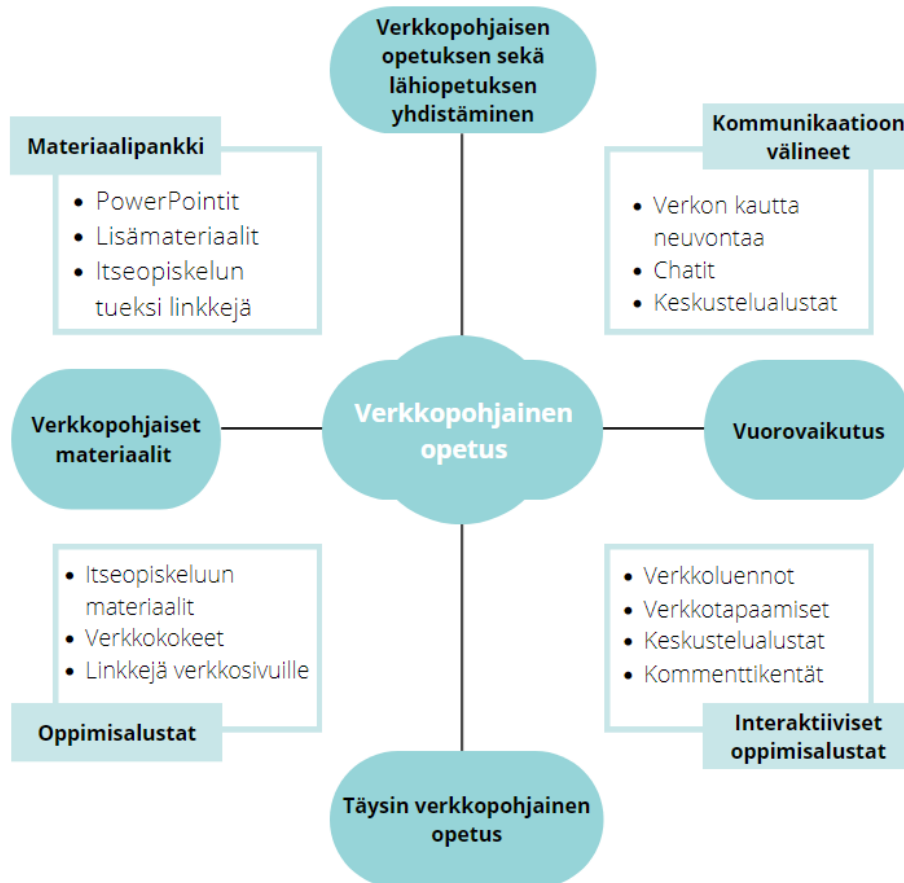 Verkkopohjaisen
opetuksen sekä
lähiopetuksen
yhdistäminen
Materiaalipankki
• PowerPointit
• Lisämateriaalit
• Itseopiskelun
tueksi linkkejä
Kommunikaatioon
välineet
• Verkon kautta
neuvontaa
• Chatit
• Keskustelualustat
Verkkopohjaiset
materiaalit
Verkkopohjainen
opetus
Vuorovaikutus
• Itseopiskeluun
materiaalit
• Verkkokokeet
• Linkkejä verkkosivuille
Oppimisalustat
• Verkkoluennot
• Verkkotapaamiset
• Keskustelualustat
• Kommenttikentät
Interaktiiviset
oppimisalustat
Täysin verkkopohjainen
opetus